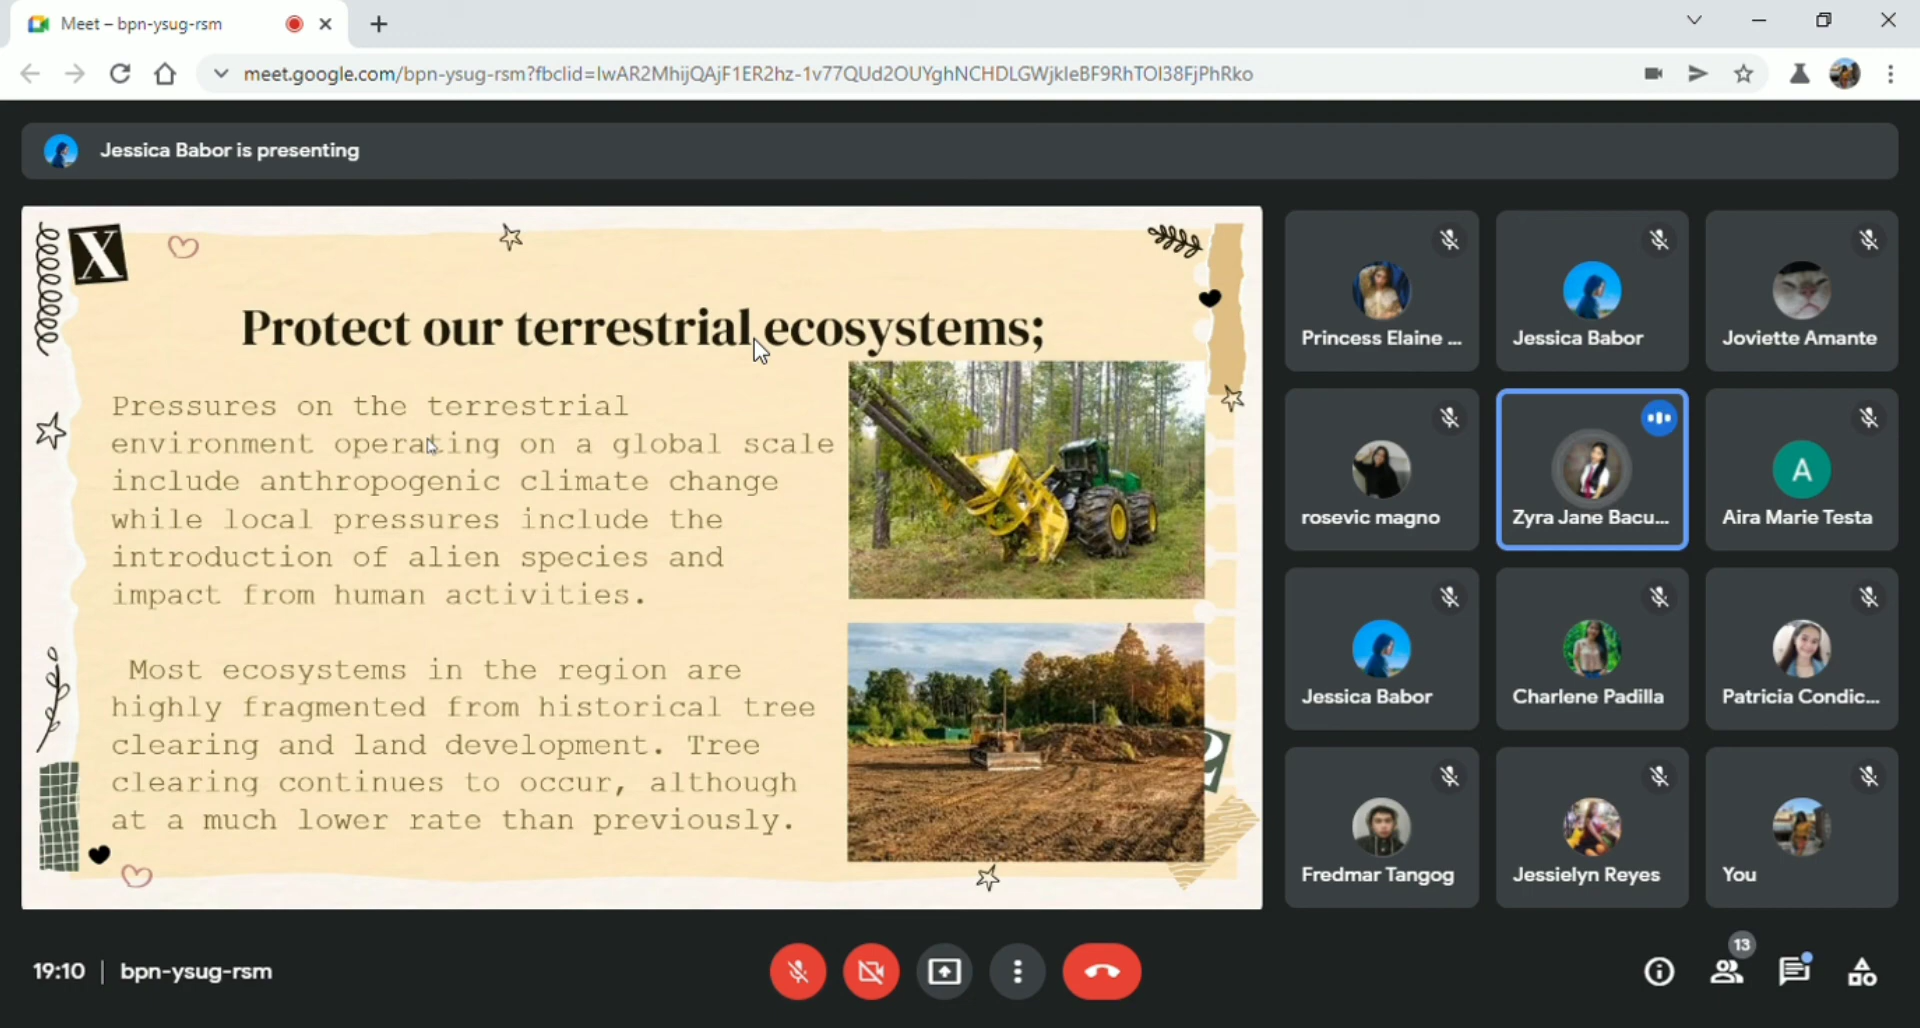 Meet – bpn-ysug-rsm
meet.google.com/bpn-ysug-rsm?fbclid=IwAR2MhijQAjF1ER2hz-1v77QUd2OUYghNCHDLGWjkIeBF9RhTOI38FjPhRko
Jessica Babor is presenting
X
Protect our terrestrial ecosystems;
Pressures on the terrestrial
environment operating on a global scale
include anthropogenic climate change
while local pressures include the
introduction of alien species and
impact from human activities.
Most ecosystems in the region are
highly fragmented from historical tree
clearing and land development. Tree
clearing continues to occur, although
at a much lower rate than previously.
Princess Elaine ...
Jessica Babor
Joviette Amante
rosevic magno
Zyra Jane Bacu...
A
Aira Marie Testa
Jessica Babor
Charlene Padilla
Patricia Condic...
Fredmar Tangog
Jessielyn Reyes
You
19:10 | bpn-ysug-rsm
13